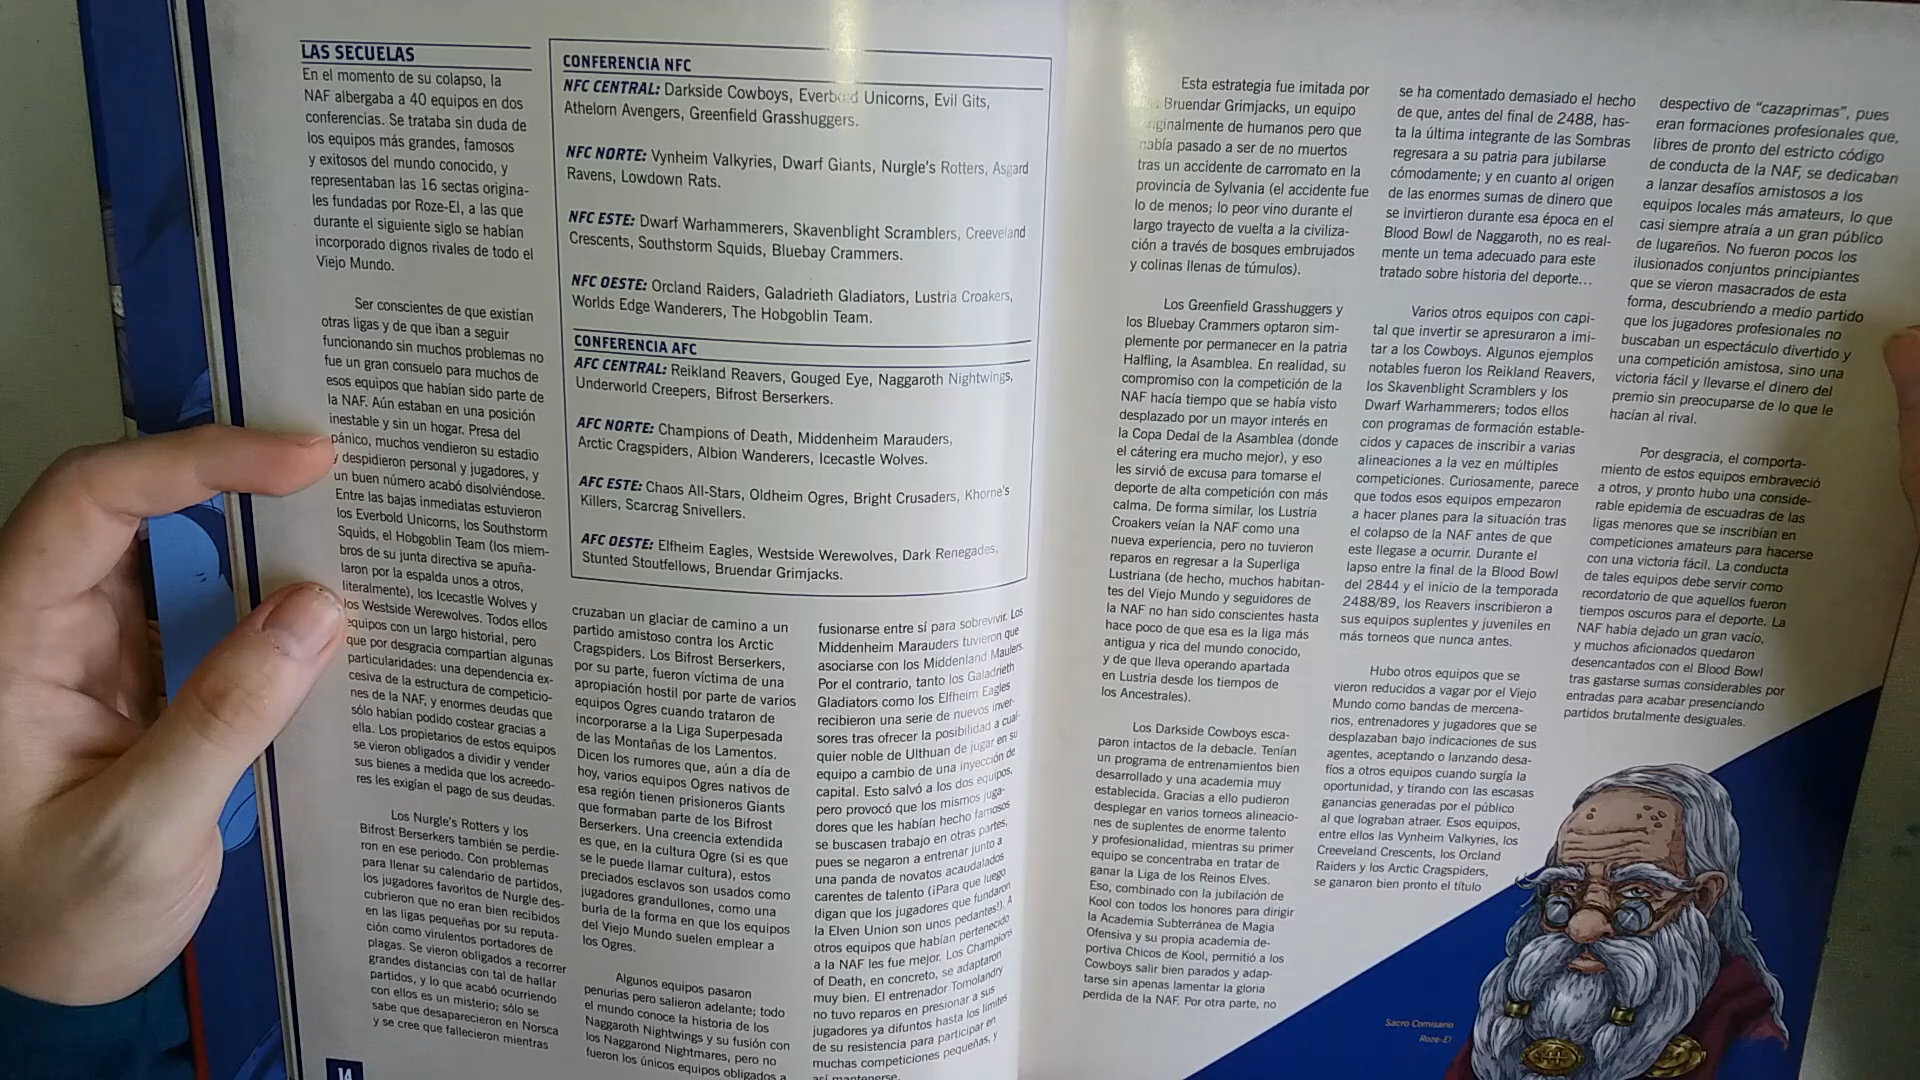 LAS SECUELAS
En el momento de su colapso, la
NAF albergaba a 40 equipos en dos
conferencias. Se trataba sin duda de
los equipos más grandes, famosos
y exitosos del mundo conocido, y
representaban las 16 sectas origina-
les fundadas por Roze-El, a las que
durante el siguiente siglo se habían
incorporado dignos rivales de todo el
Viejo Mundo.
Ser conscientes de que existían
otras ligas y de que iban a seguir
funcionando sin muchos problemas no
fue un gran consuelo para muchos de
esos equipos que habían sido parte de
la NAF. Aún estaban en una posición
inestable y sin un hogar. Presa del
pánico, muchos vendieron su estadio
y despidieron personal y jugadores, y
un buen número acabó disolviéndose.
Entre las bajas inmediatas estuvieron
los Everbold Unicorns, los Southstorm
Squids, el Hobgoblin Team (los miem-
bros de su junta directiva se apuña-
laron por la espalda unos a otros,
literalmente), los Icecastle Wolves y
los Westside Werewolves. Todos ellos
equipos con un largo historial, pero
que por desgracia compartían algunas
particularidades: una dependencia ex-
cesiva de la estructura de competicio-
nes de la NAF, y enormes deudas que
sólo habían podido costear gracias a
ella. Los propietarios de estos equipos
se vieron obligados a dividir y vender
sus bienes a medida que los acreedo-
res les exigían el pago de sus deudas.
Los Nurgle's Rotters y los
Bifrost Berserkers también se perdie-
ron en ese periodo. Con problemas
para llenar su calendario de partidos,
los jugadores favoritos de Nurgle des-
cubrieron que no eran bien recibidos
en las ligas pequeñas por su reputa-
ción como virulentos portadores de
plagas. Se vieron obligados a recorrer
grandes distancias con tal de hallar
partidos, y lo que acabó ocurriendo
con ellos es un misterio; sólo se
sabe que desaparecieron en Norsca
y se cree que fallecieron mientras
14
CONFERENCIA NFC
NFC CENTRAL: Darkside Cowboys, Unicorns, Evil Gits,
Athelorn Avengers, Greenfield Grasshuggers.
NFC NORTE: Vynheim Valkyries, Dwarf Giants, Nurgle's Rotters, Asgard
Ravens, Lowdown Rats.
NFC ESTE: Dwarf Warhammerers, Skavenblight Scramblers, Creeveland
Crescents, Southstorm Squids, Bluebay Crammers.
NFC OESTE: Orcland Raiders, Galadrieth Gladiators, Lustria Croakers,
Worlds Edge Wanderers, The Hobgoblin Team.
CONFERENCIA AFC
AFC CENTRAL: Reikland Reavers, Gouged Eye, Naggaroth Nightwings,
Underworld Creepers, Bifrost Berserkers.
AFC NORTE: Champions of Death, Middenheim Marauders,
Arctic Cragspiders, Albion Wanderers, Icecastle Wolves.
AFC ESTE: Chaos All-Stars, Oldheim Ogres, Bright Crusaders, Khorne's
Killers, Scarcrag Snivellers.
AFC OESTE: Elfheim Eagles, Westside Werewolves, Dark Renegades,
Stunted Stoutfellows, Bruendar Grimjacks.
cruzaban un glaciar de camino a un
partido amistoso contra los Arctic
Cragspiders. Los Bifrost Berserkers,
por su parte, fueron víctima de una
apropiación hostil por parte de varios
equipos Ogres cuando trataron de
incorporarse a la Liga Superpesada
de las Montañas de los Lamentos.
Dicen los rumores que, aún a día de
hoy, varios equipos Ogres nativos de
esa región tienen prisioneros Giants
que formaban parte de los Bifrost
Berserkers. Una creencia extendida
es que, en la cultura Ogre (si es que
se le puede llamar cultura), estos
preciados esclavos son usados como
jugadores grandullones, como una
burla de la forma en que los equipos
del Viejo Mundo suelen emplear a
los Ogres.
Algunos equipos pasaron
penurias pero salieron adelante; todo
el mundo conoce la historia de los
Naggaroth Nightwings y su fusión con
los Naggarond Nightmares, pero no
fueron los únicos equipos obligados a
fusionarse entre sí para sobrevivir. Los
Middenheim Marauders tuvieron que
asociarse con los Middenland Maulers.
Por el contrario, tanto los Galadrieth
Gladiators como los Elfheim Eagles
recibieron una serie de nuevos inver-
sores tras ofrecer la posibilidad a cual-
quier noble de Ulthuan de jugar en su
equipo a cambio de una inyección de
capital. Esto salvó a los dos equipos,
pero provocó que los mismos juga-
dores que les habían hecho famosos
se buscasen trabajo en otras partes,
pues se negaron a entrenar junto a
una panda de novatos acaudalados
carentes de talento (¡Para que luego
digan que los jugadores que fundaron
la Elven Union son unos pedantes!). A
otros equipos que habían pertenecido
a la NAF les fue mejor. Los Champions
of Death, en concreto, se adaptaron
muy bien. El entrenador Tomolandry
no tuvo reparos en presionar a sus
jugadores ya difuntos hasta los límites
de su resistencia para participar en
muchas competiciones pequeñas, y
así mantenerse.
Esta estrategia fue imitada por
Bruendar Grimjacks, un equipo
originalmente de humanos pero que
había pasado a ser de no muertos
tras un accidente de carromato en la
provincia de Sylvania (el accidente fue
lo de menos; lo peor vino durante el
largo trayecto de vuelta a la civiliza-
ción a través de bosques embrujados
y colinas llenas de túmulos).
Los Greenfield Grasshuggers y
los Bluebay Crammers optaron sim-
plemente por permanecer en la patria
Halfling, la Asamblea. En realidad, su
compromiso con la competición de la
NAF hacía tiempo que se había visto
desplazado por un mayor interés en
la Copa Dedal de la Asamblea (donde
el cátering era mucho mejor), y eso
les sirvió de excusa para tomarse el
deporte de alta competición con más
calma. De forma similar, los Lustria
Croakers veían la NAF como una
nueva experiencia, pero no tuvieron
reparos en regresar a la Superliga
Lustriana (de hecho, muchos habitan-
tes del Viejo Mundo y seguidores de
la NAF no han sido conscientes hasta
hace poco de que esa es la liga más
antigua y rica del mundo conocido,
y de que lleva operando apartada
en Lustria desde los tiempos de
los Ancestrales).
Los Darkside Cowboys esca-
paron intactos de la debacle. Tenían
un programa de entrenamientos bien
desarrollado y una academia muy
establecida. Gracias a ello pudieron
desplegar en varios torneos alineacio-
nes de suplentes de enorme talento
y profesionalidad, mientras su primer
equipo se concentraba en tratar de
ganar la Liga de los Reinos Elves.
Eso, combinado con la jubilación de
Kool con todos los honores para dirigir
la Academia Subterránea de Magia
Ofensiva y su propia academia de-
portiva Chicos de Kool, permitió a los
Cowboys salir bien parados y adap-
tarse sin apenas lamentar la gloria
perdida de la NAF. Por otra parte, no
se ha comentado demasiado el hecho
de que, antes del final de 2488, has-
ta la última integrante de las Sombras
regresara a su patria para jubilarse
cómodamente; y en cuanto al origen
de las enormes sumas de dinero que
se invirtieron durante esa época en el
Blood Bowl de Naggaroth, no es real-
mente un tema adecuado para este
tratado sobre historia del deporte...
Varios otros equipos con capi-
tal que invertir se apresuraron a imi-
tar a los Cowboys. Algunos ejemplos
notables fueron los Reikland Reavers,
los Skavenblight Scramblers y los
Dwarf Warhammerers; todos ellos
con programas de formación estable-
cidos y capaces de inscribir a varias
alineaciones a la vez en múltiples
competiciones. Curiosamente, parece
que todos esos equipos empezaron
a hacer planes para la situación tras
el colapso de la NAF antes de que
este llegase a ocurrir. Durante el
lapso entre la final de la Blood Bowl
del 2844 y el inicio de la temporada
2488/89, los Reavers inscribieron a
sus equipos suplentes y juveniles en
más torneos que nunca antes.
Hubo otros equipos que se
vieron reducidos a vagar por el Viejo
Mundo como bandas de mercena-
rios, entrenadores y jugadores que se
desplazaban bajo indicaciones de sus
agentes, aceptando o lanzando desa-
fíos a otros equipos cuando surgía la
oportunidad, y tirando con las escasas
ganancias generadas por el público
al que lograban atraer. Esos equipos,
entre ellos las Vynheim Valkyries, los
Creeveland Crescents, los Orcland
Raiders y los Arctic Cragspiders,
se ganaron bien pronto el título
despectivo de “cazaprimas”, pues
eran formaciones profesionales que,
libres de pronto del estricto código
de conducta de la NAF, se dedicaban
a lanzar desafíos amistosos a los
equipos locales más amateurs, lo que
casi siempre atraía a un gran público
de lugareños. No fueron pocos los
ilusionados conjuntos principiantes
que se vieron masacrados de esta
forma, descubriendo a medio partido
que los jugadores profesionales no
buscaban un espectáculo divertido y
una competición amistosa, sino una
victoria fácil y llevarse el dinero del
premio sin preocuparse de lo que le
hacían al rival.
Por desgracia, el comporta-
miento de estos equipos embraveció
a otros, y pronto hubo una conside-
rable epidemia de escuadras de las
ligas menores que se inscribían en
competiciones amateurs para hacerse
con una victoria fácil. La conducta
de tales equipos debe servir como
recordatorio de que aquellos fueron
tiempos oscuros para el deporte. La
NAF había dejado un gran vacío,
y muchos aficionados quedaron
desencantados con el Blood Bowl
tras gastarse sumas considerables por
entradas para acabar presenciando
partidos brutalmente desiguales.
Sacro Comisario
Roze-El